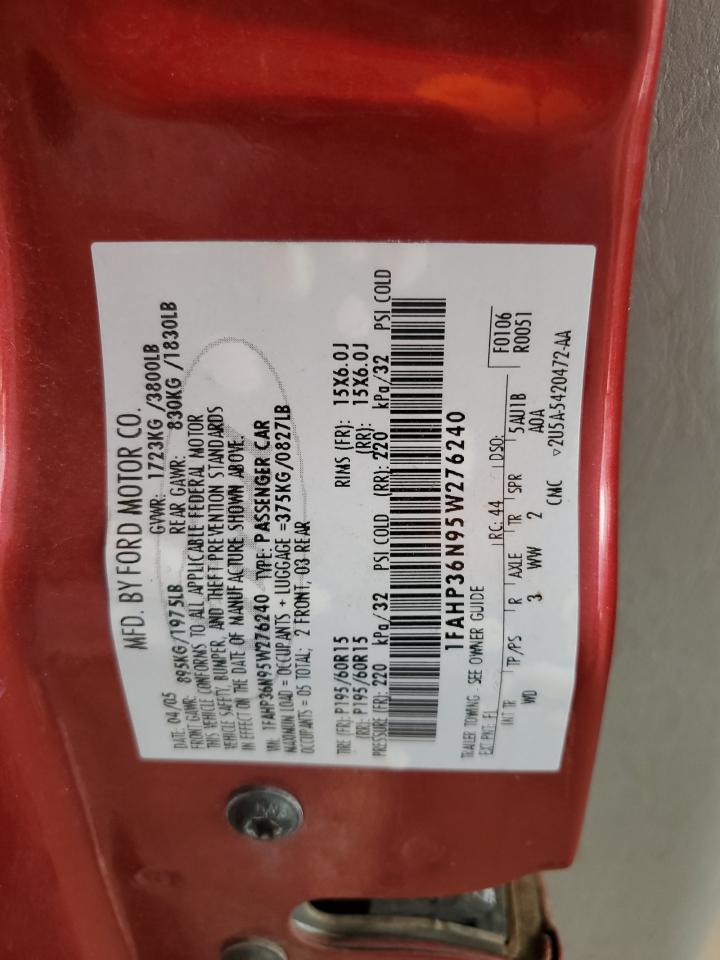 MFD. BY FORD MOTOR CO.
DATE: 04/05 GVWR: 1723KG /3800LB
FRONT GAWR: 895KG/1975LB REAR GAWR: 830KG /1830LB
THIS VEHICLE CONFORMS TO ALL APPLICABLE FEDERAL MOTOR
VEHICLE SAFETY, BUMPER, AND THEFT PREVENTION STANDARDS
IN EFFECT ON THE DATE OF MANUFACTURE SHOWN ABOVE.
VIN: 1FAHP36N95W276240 TYPE: PASSENGER CAR
MAXIMUM LOAD = OCCUPANTS + LUGGAGE =375KG/0827LB
OCCUPANTS = 05 TOTAL; 2 FRONT, 03 REAR
TIRE (FR): P195/60R15 RIMS (FR): 15X6.0J
(RR): P195/60R15 (RR): 15X6.0J
PRESSURE (FR): 220 kPa/32 PSI COLD (RR): 220 kPa/32 PSI COLD
1FAHP36N95W276240
TRAILER TOWING - SEE OWNER GUIDE
EXT PNT: F1 RC: 44 DSO: F0106
R0051
INT TR TP/PS R AXLE TR SPR 5AU1B
WD 3 WW 2 A0A
CMC ▽2U5A-5420472-AA